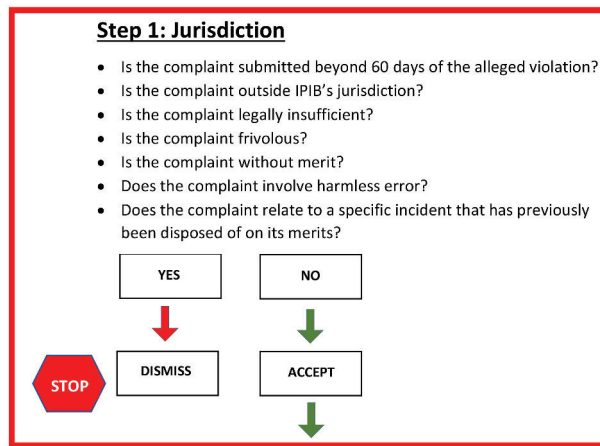 Step 1: Jurisdiction
• Is the complaint submitted beyond 60 days of the alleged violation?
• Is the complaint outside IPIB's jurisdiction?
• Is the complaint legally insufficient?
• Is the complaint frivolous?
• Is the complaint without merit?
• Does the complaint involve harmless error?
• Does the complaint relate to a specific incident that has previously
been disposed of on its merits?
YES
NO
STOP
DISMISS
ACCEPT